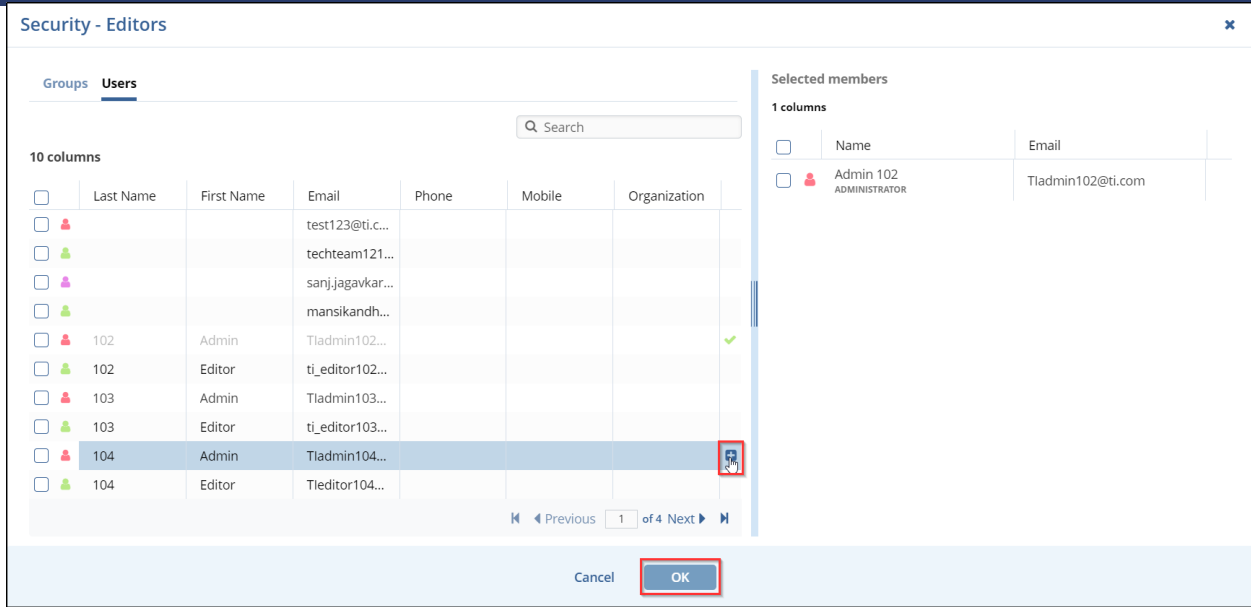 Security - Editors
Groups Users
Search
10 columns
Last Name First Name Email Phone Mobile Organization
test123@ti.c...
techteam121...
sanj.jagavkar...
mansikandh...
102 Admin TIadmin102...
102 Editor ti_editor102...
103 Admin TIadmin103...
103 Editor ti_editor103...
104 Admin TIadmin104...
104 Editor TIeditor104...
Previous 1 of 4 Next
Selected members
1 columns
Name Email
Admin 102 TIadmin102@ti.com
ADMINISTRATOR
Cancel OK